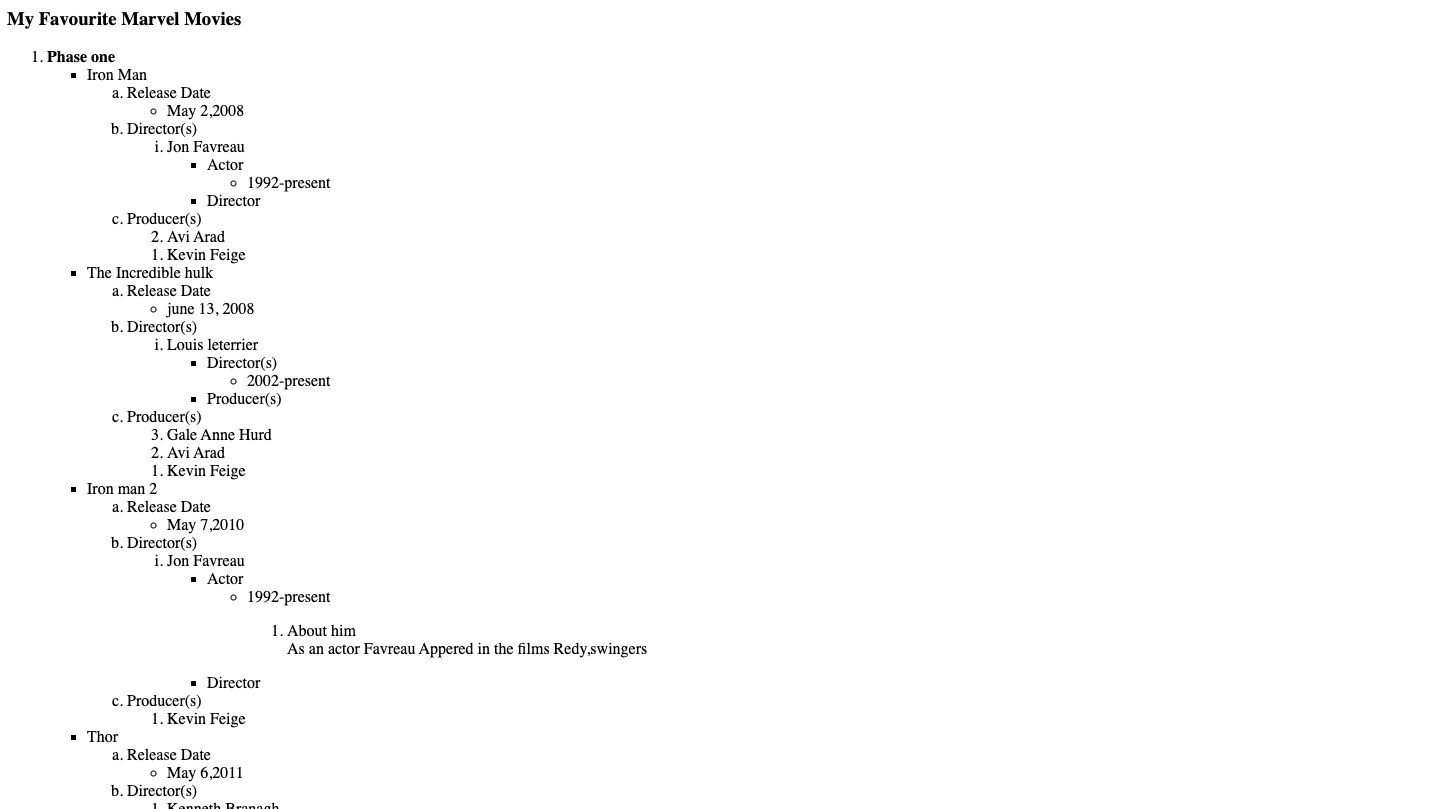 My Favourite Marvel Movies
1. Phase one
▪ Iron Man
a. Release Date
◦ May 2,2008
b. Director(s)
i. Jon Favreau
▪ Actor
◦ 1992-present
▪ Director
c. Producer(s)
2. Avi Arad
1. Kevin Feige
▪ The Incredible hulk
a. Release Date
◦ june 13, 2008
b. Director(s)
i. Louis leterrier
▪ Director(s)
◦ 2002-present
▪ Producer(s)
c. Producer(s)
3. Gale Anne Hurd
2. Avi Arad
1. Kevin Feige
▪ Iron man 2
a. Release Date
◦ May 7,2010
b. Director(s)
i. Jon Favreau
▪ Actor
◦ 1992-present
1. About him
As an actor Favreau Appered in the films Redy,swingers
▪ Director
c. Producer(s)
1. Kevin Feige
▪ Thor
a. Release Date
◦ May 6,2011
b. Director(s)
1. Kenneth Branagh